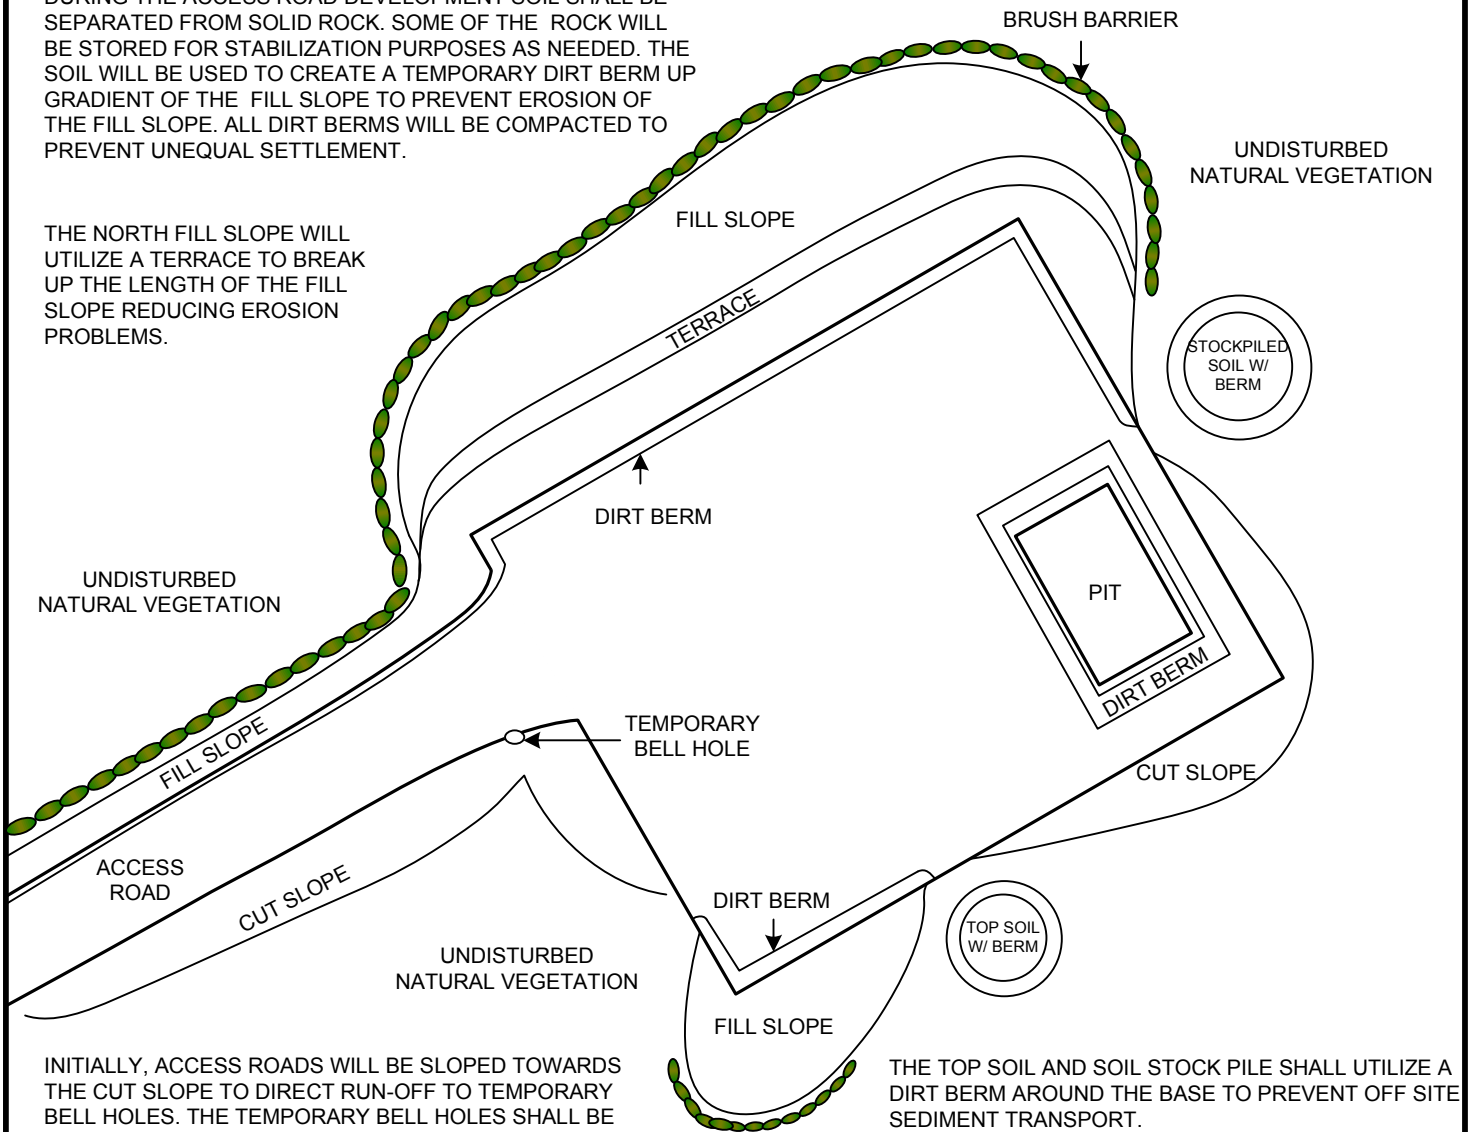 DURING THE ACCESS ROAD DEVELOPMENT SOIL SHALL BE
SEPARATED FROM SOLID ROCK. SOME OF THE ROCK WILL
BE STORED FOR STABILIZATION PURPOSES AS NEEDED. THE
SOIL WILL BE USED TO CREATE A TEMPORARY DIRT BERM UP
GRADIENT OF THE FILL SLOPE TO PREVENT EROSION OF
THE FILL SLOPE. ALL DIRT BERMS WILL BE COMPACTED TO
PREVENT UNEQUAL SETTLEMENT.
BRUSH BARRIER
UNDISTURBED
NATURAL VEGETATION
THE NORTH FILL SLOPE WILL
UTILIZE A TERRACE TO BREAK
UP THE LENGTH OF THE FILL
SLOPE REDUCING EROSION
PROBLEMS.
FILL SLOPE
TERRACE
STOCKPILED
SOIL W/
BERM
DIRT BERM
UNDISTURBED
NATURAL VEGETATION
PIT
DIRT BERM
FILL SLOPE
TEMPORARY
BELL HOLE
CUT SLOPE
ACCESS
ROAD
CUT SLOPE
DIRT BERM
TOP SOIL
W/ BERM
UNDISTURBED
NATURAL VEGETATION
FILL SLOPE
INITIALLY, ACCESS ROADS WILL BE SLOPED TOWARDS
THE CUT SLOPE TO DIRECT RUN-OFF TO TEMPORARY
BELL HOLES. THE TEMPORARY BELL HOLES SHALL BE
THE TOP SOIL AND SOIL STOCK PILE SHALL UTILIZE A
DIRT BERM AROUND THE BASE TO PREVENT OFF SITE
SEDIMENT TRANSPORT.